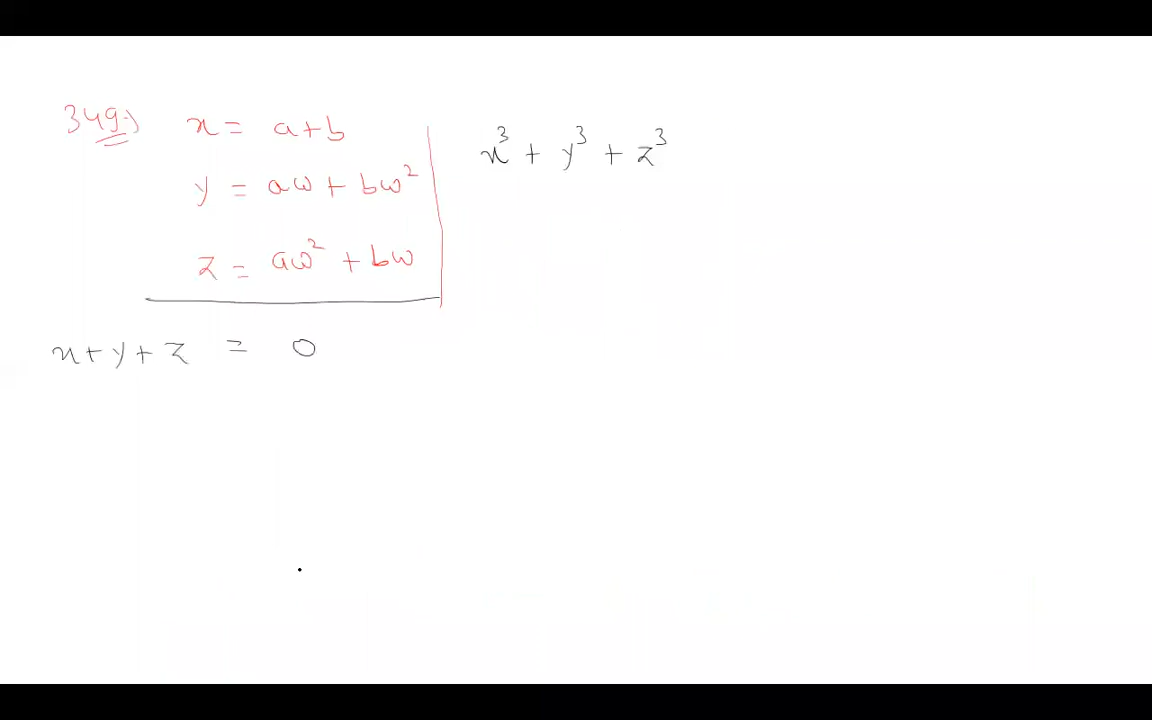 349.) x = a + b
y = aω + bω²
z = aω² + bω
x³ + y³ + z³
x + y + z = 0